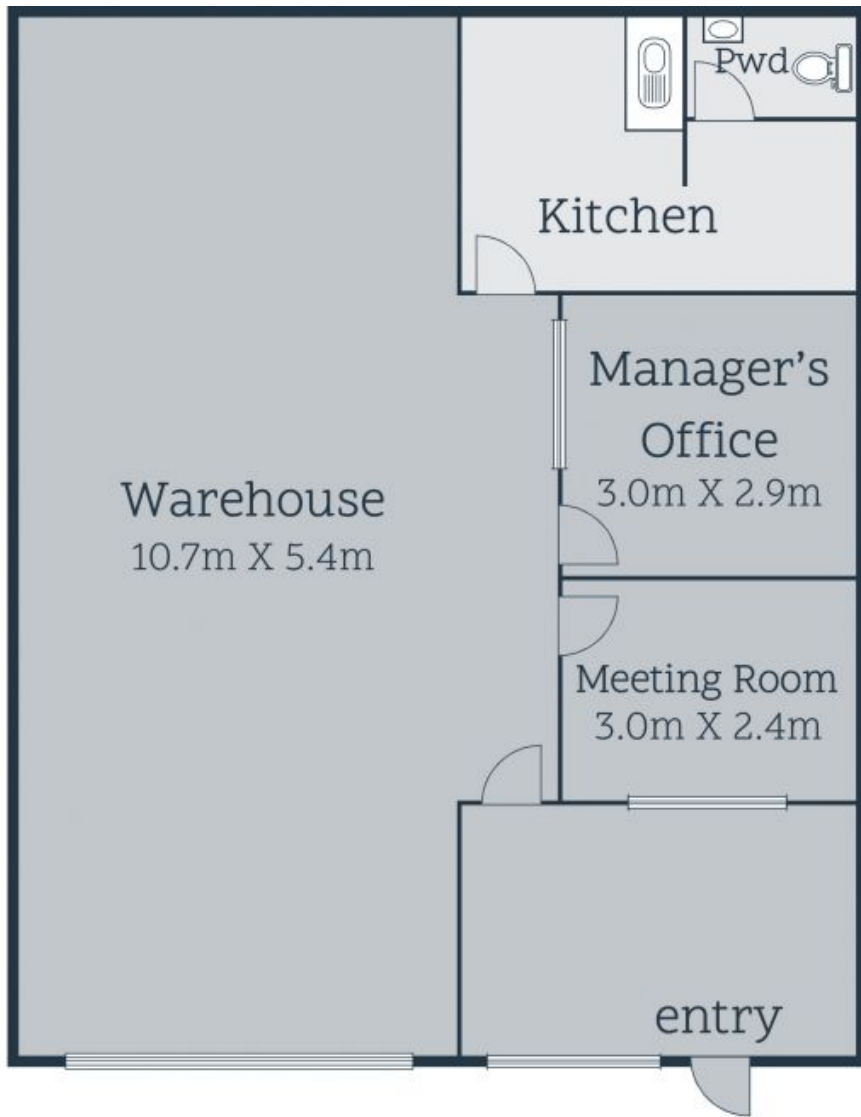 Pwd
Kitchen
Manager's
Office
3.0m X 2.9m
Warehouse
10.7m X 5.4m
Meeting Room
3.0m X 2.4m
entry